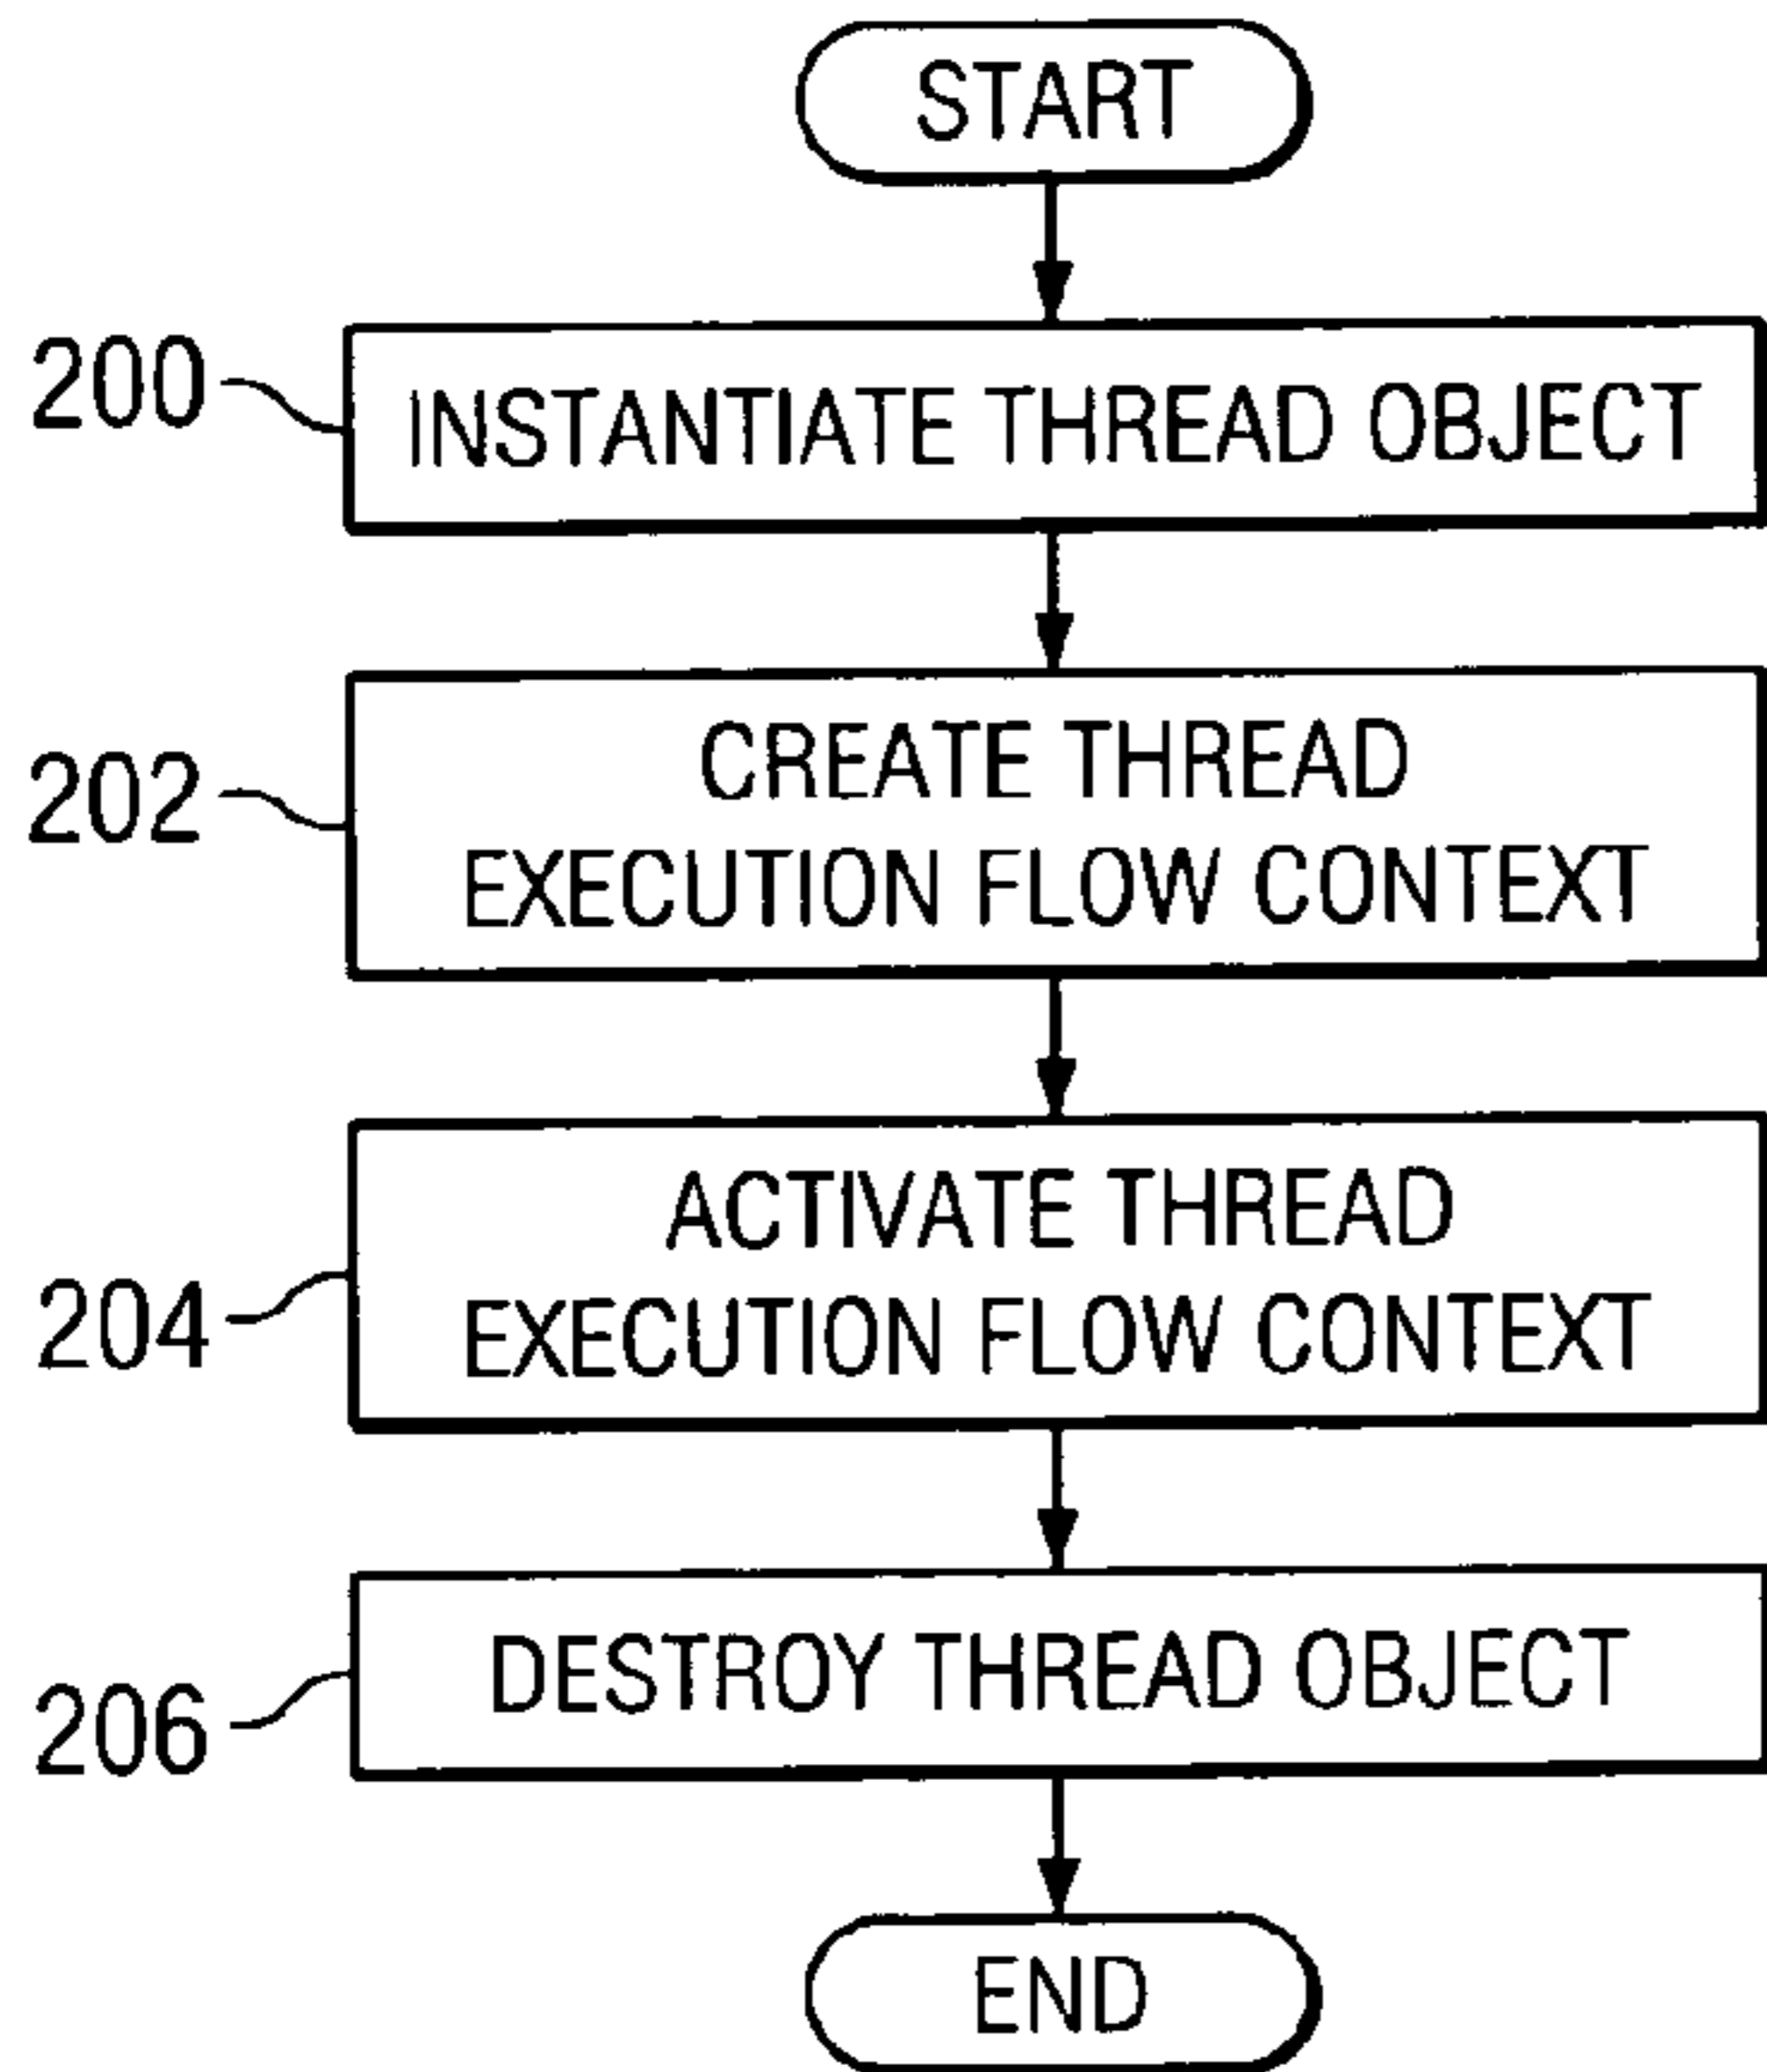 START
200
INSTANTIATE THREAD OBJECT
202
CREATE THREAD
EXECUTION FLOW CONTEXT
204
ACTIVATE THREAD
EXECUTION FLOW CONTEXT
206
DESTROY THREAD OBJECT
END